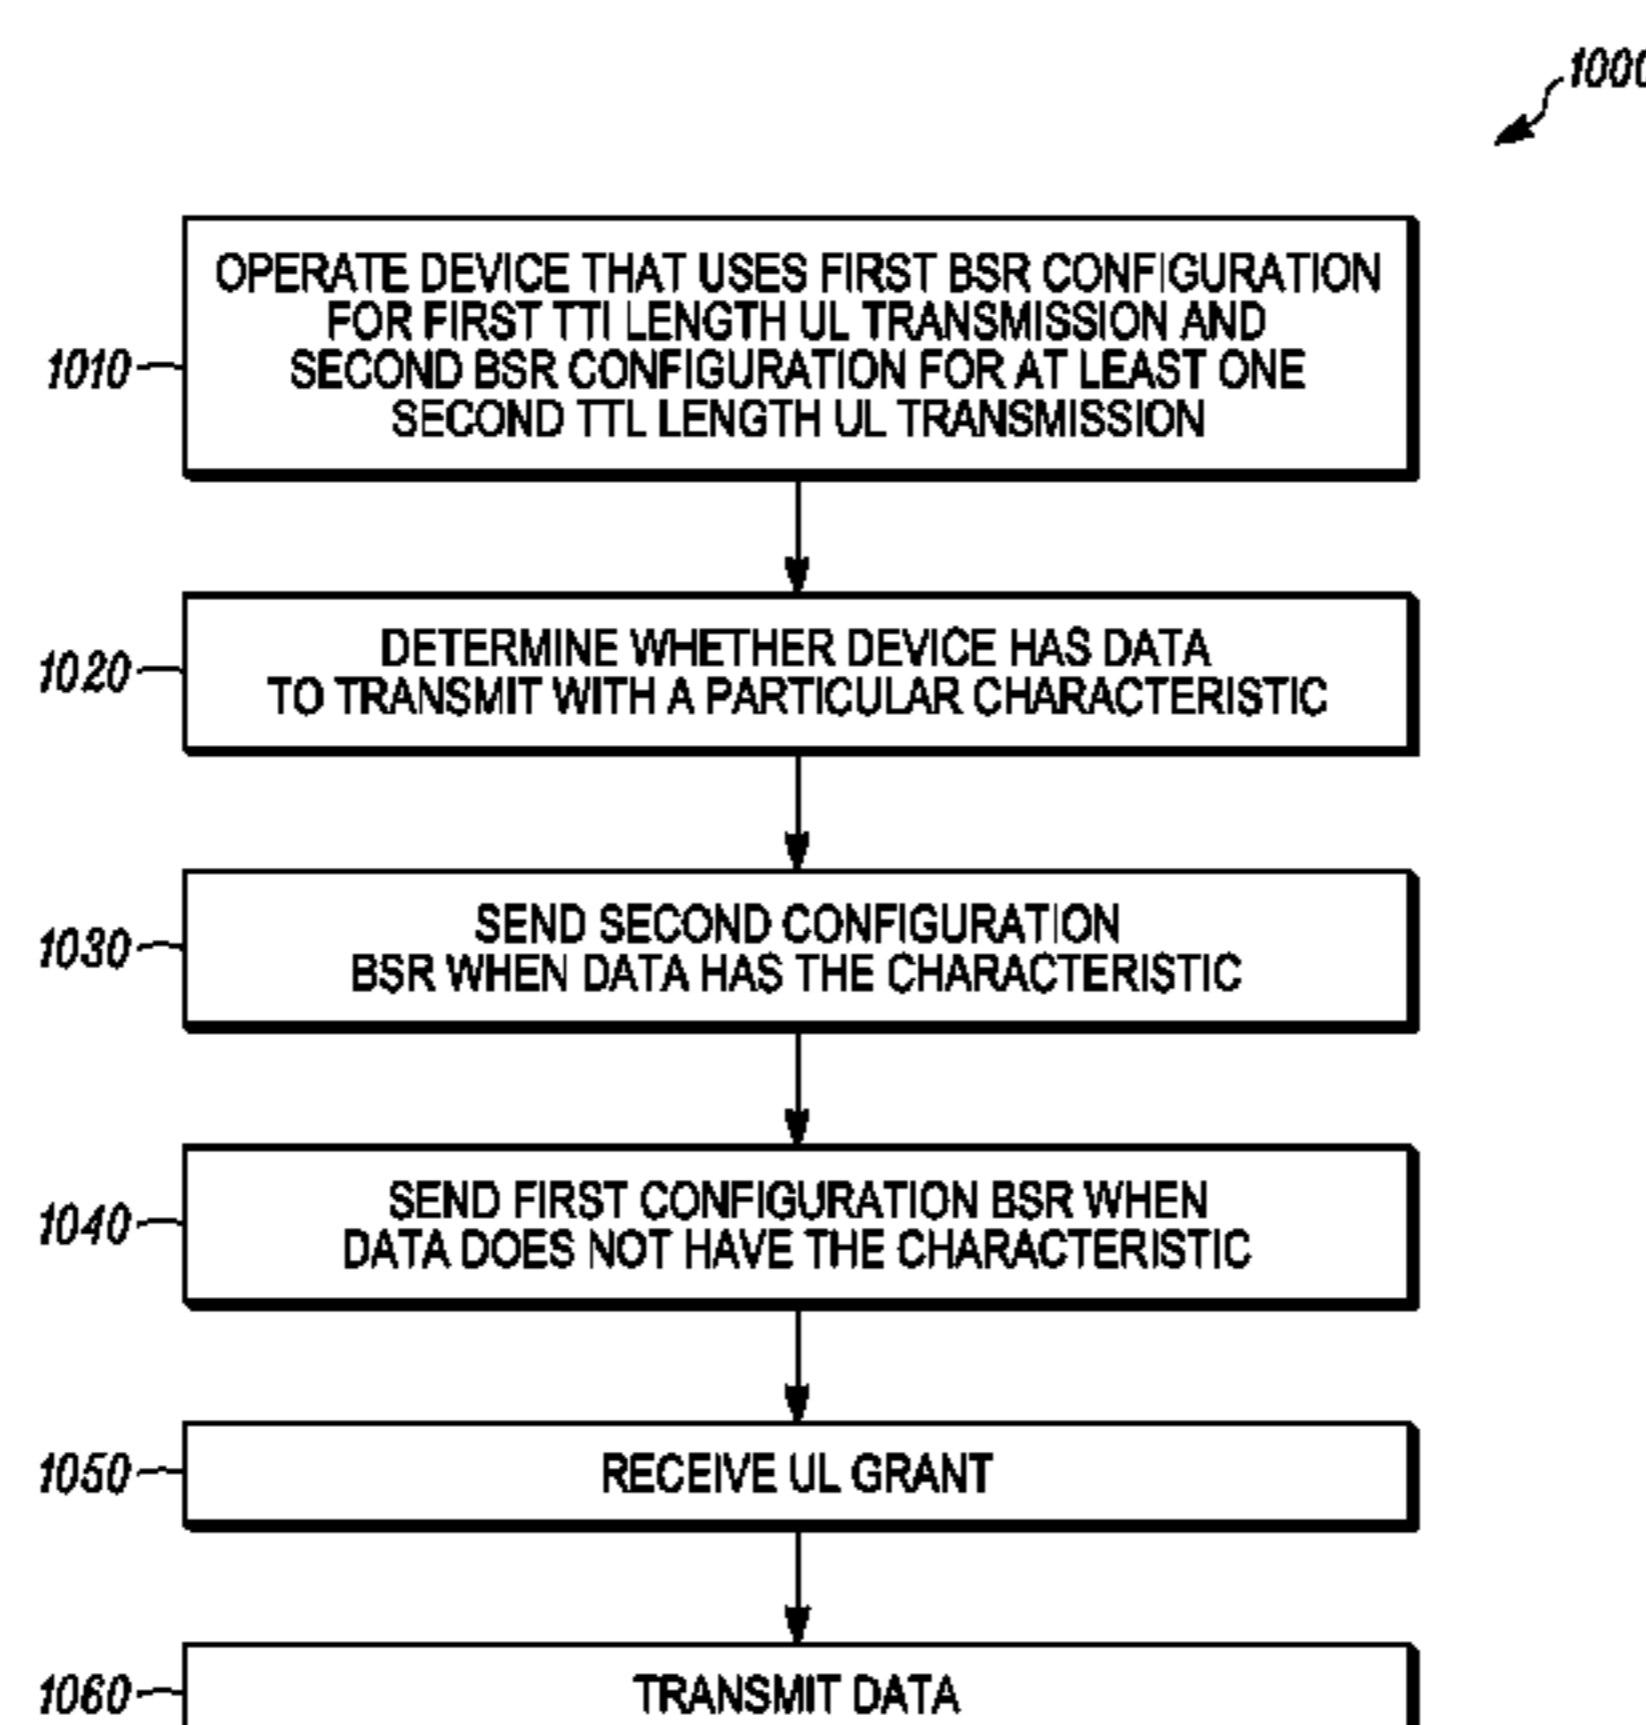 1000
OPERATE DEVICE THAT USES FIRST BSR CONFIGURATION
FOR FIRST TTI LENGTH UL TRANSMISSION AND
SECOND BSR CONFIGURATION FOR AT LEAST ONE
SECOND TTL LENGTH UL TRANSMISSION
1010
DETERMINE WHETHER DEVICE HAS DATA
TO TRANSMIT WITH A PARTICULAR CHARACTERISTIC
1020
SEND SECOND CONFIGURATION
BSR WHEN DATA HAS THE CHARACTERISTIC
1030
SEND FIRST CONFIGURATION BSR WHEN
DATA DOES NOT HAVE THE CHARACTERISTIC
1040
RECEIVE UL GRANT
1050
TRANSMIT DATA
1060